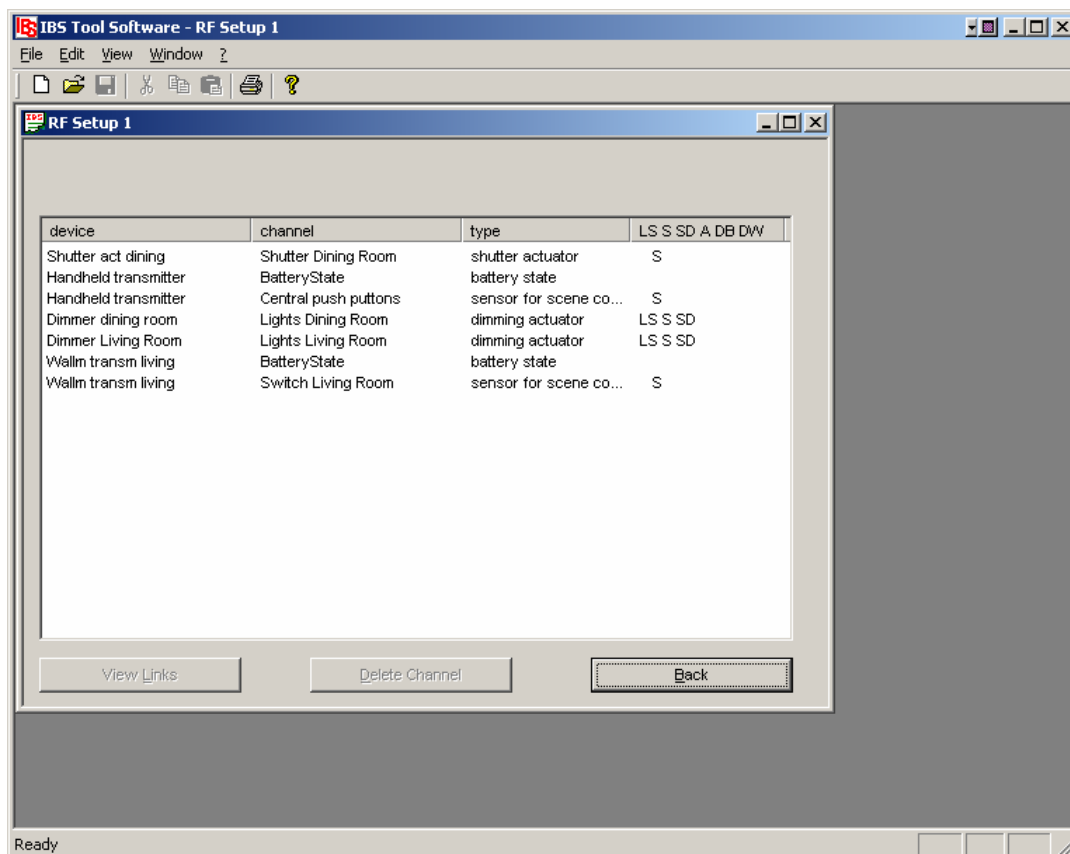 IBS Tool Software - RF Setup 1
File Edit View Window ?
RF Setup 1
device channel type LS S SD A DB DW
Shutter act dining Shutter Dining Room shutter actuator S
Handheld transmitter BatteryState battery state
Handheld transmitter Central push puttons sensor for scene co... S
Dimmer dining room Lights Dining Room dimming actuator LS S SD
Dimmer Living Room Lights Living Room dimming actuator LS S SD
Wallm transm living BatteryState battery state
Wallm transm living Switch Living Room sensor for scene co... S
View Links Delete Channel Back
Ready